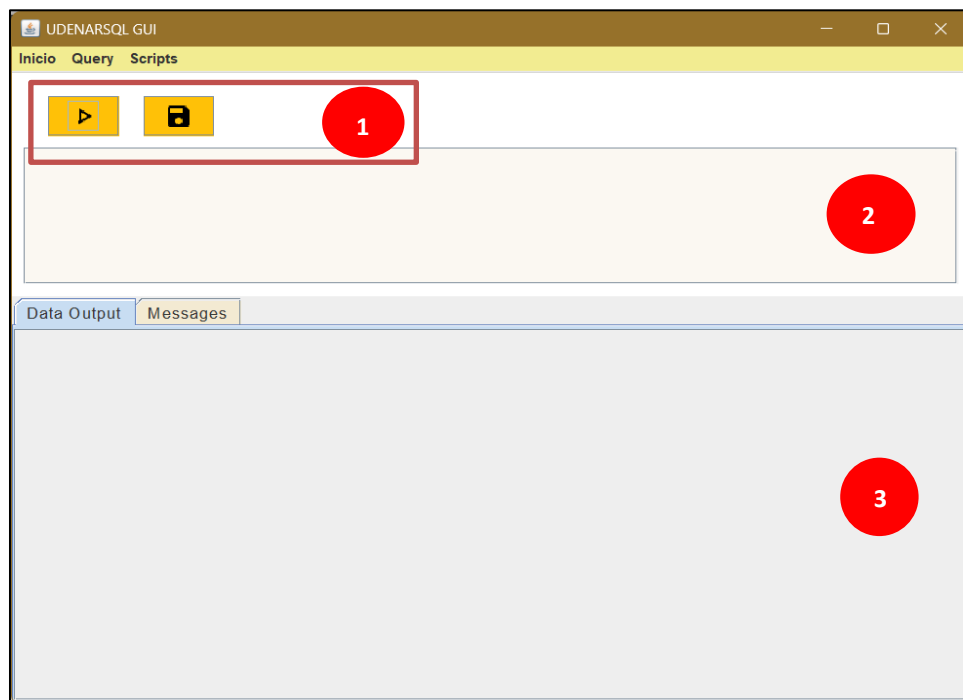 UDENARSQL GUI
Inicio Query Scripts
1
2
Data Output Messages
3